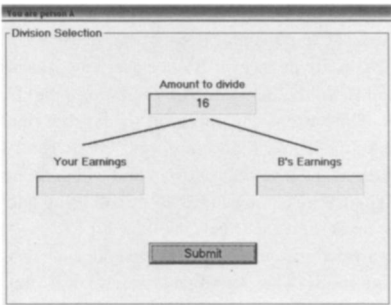 You are person A
Division Selection
Amount to divide
16
Your Earnings
B's Earnings
Submit